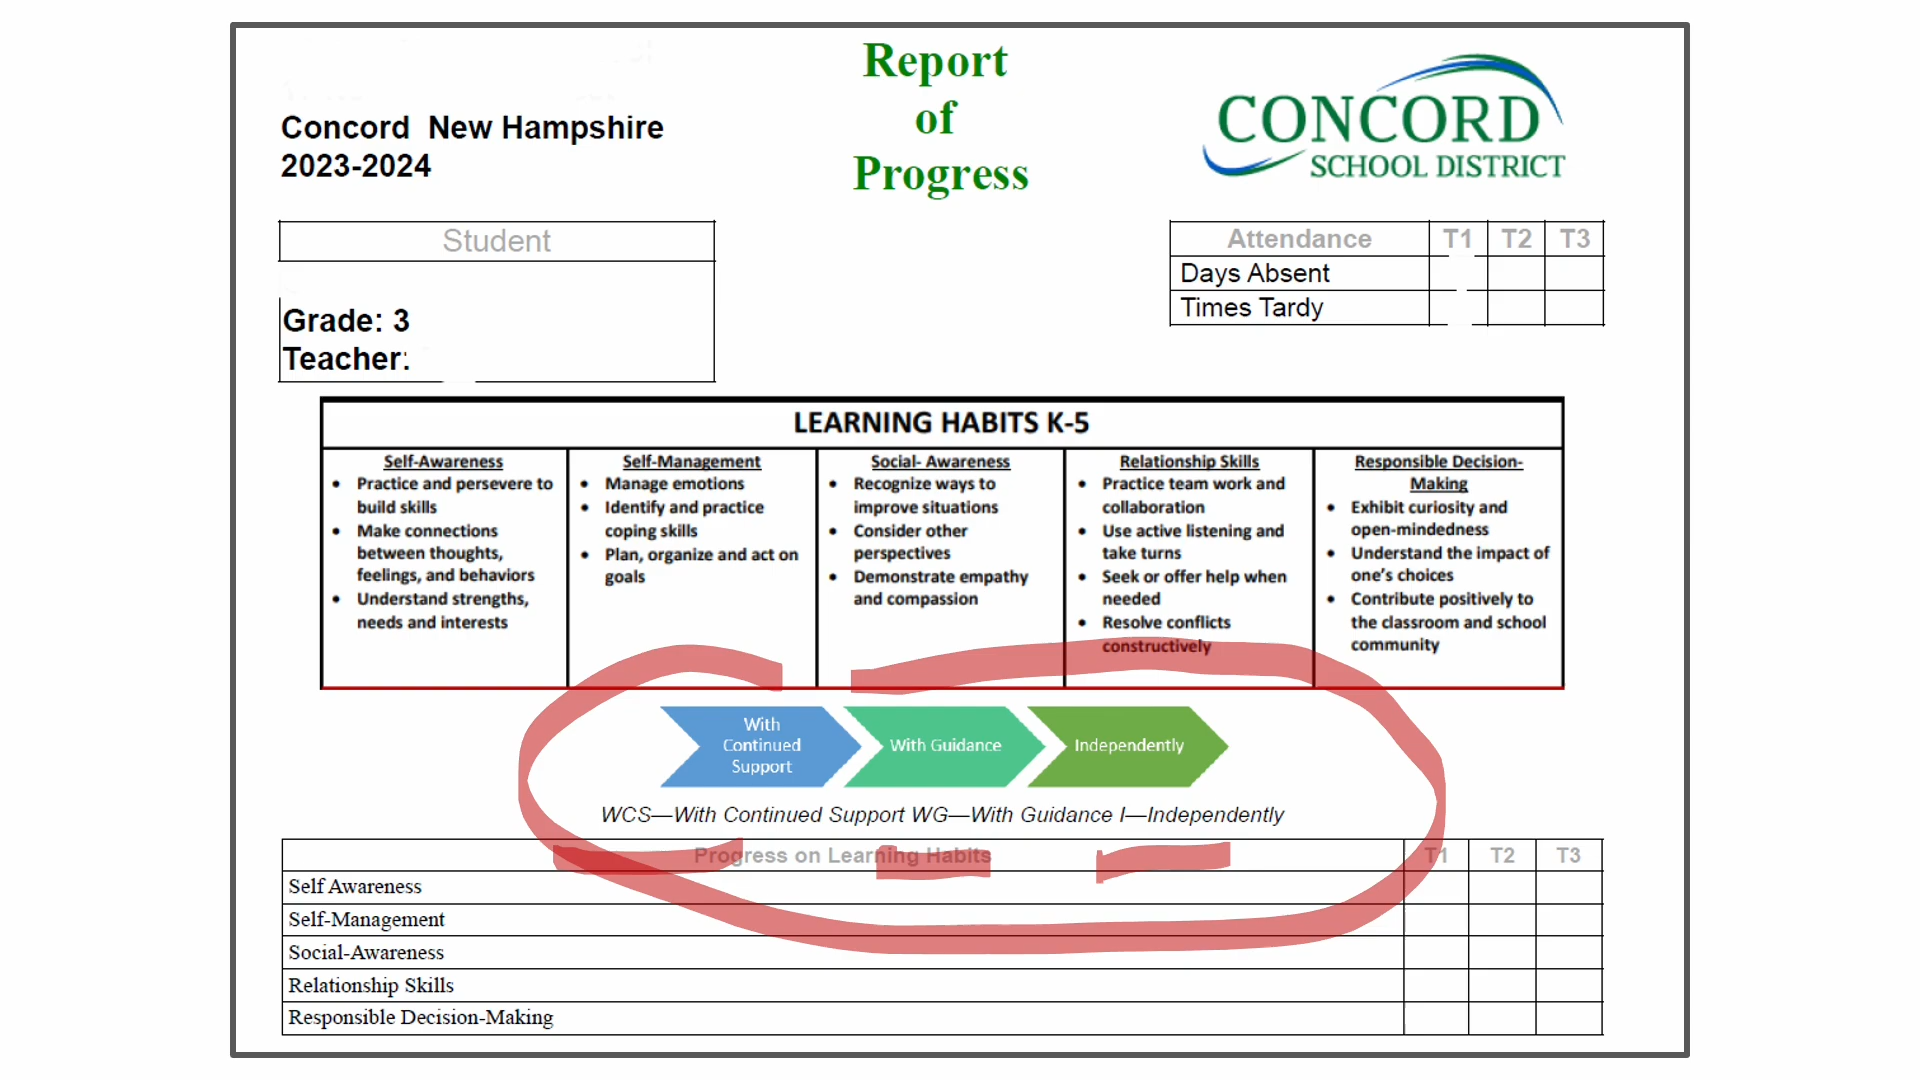 Report
of
Progress
CONCORD
SCHOOL DISTRICT
Concord New Hampshire
2023-2024
Student
Grade: 3
Teacher:
Attendance T1 T2 T3
Days Absent
Times Tardy
LEARNING HABITS K-5
Self-Awareness
• Practice and persevere to
build skills
• Make connections
between thoughts,
feelings, and behaviors
• Understand strengths,
needs and interests
Self-Management
• Manage emotions
• Identify and practice
coping skills
• Plan, organize and act on
goals
Social- Awareness
• Recognize ways to
improve situations
• Consider other
perspectives
• Demonstrate empathy
and compassion
Relationship Skills
• Practice team work and
collaboration
• Use active listening and
take turns
• Seek or offer help when
needed
• Resolve conflicts
constructively
Responsible Decision-
Making
• Exhibit curiosity and
open-mindedness
• Understand the impact of
one's choices
• Contribute positively to
the classroom and school
community
With
Continued
Support
With Guidance
Independently
WCS—With Continued Support WG—With Guidance I—Independently
Progress on Learning Habits T1 T2 T3
Self Awareness
Self-Management
Social-Awareness
Relationship Skills
Responsible Decision-Making